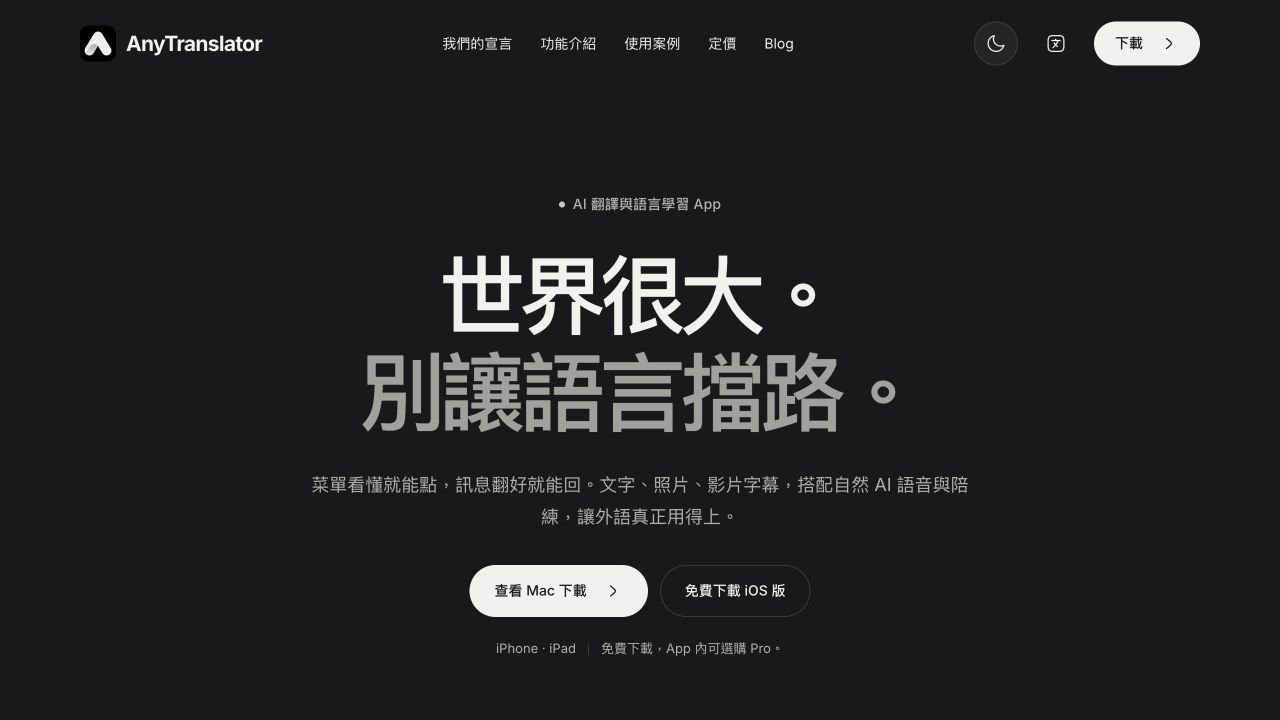 AnyTranslator
我們的宣言
功能介紹
使用案例
定價
Blog
下載
AI 翻譯與語言學習 App
世界很大。
別讓語言擋路。
菜單看懂就能點，訊息翻好就能回。文字、照片、影片字幕，搭配自然 AI 語音與陪
練，讓外語真正用得上。
查看 Mac 下載
免費下載 iOS 版
iPhone · iPad
免費下載，App 內可選購 Pro。